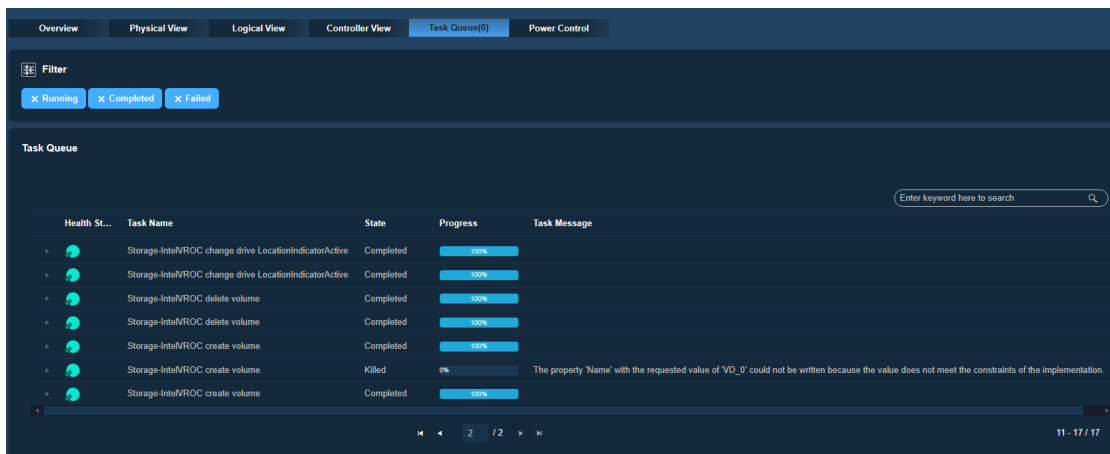 Overview Physical View Logical View Controller View Task Queue(0) Power Control
Filter
× Running × Completed × Failed
Task Queue
Enter keyword here to search
Health St... Task Name State Progress Task Message
Storage-IntelVROC change drive LocationIndicatorActive Completed 100%
Storage-IntelVROC change drive LocationIndicatorActive Completed 100%
Storage-IntelVROC delete volume Completed 100%
Storage-IntelVROC delete volume Completed 100%
Storage-IntelVROC create volume Completed 100%
Storage-IntelVROC create volume Killed 0% The property 'Name' with the requested value of 'VD_0' could not be written because the value does not meet the constraints of the implementation.
Storage-IntelVROC create volume Completed 100%
2 / 2 11 - 17 / 17